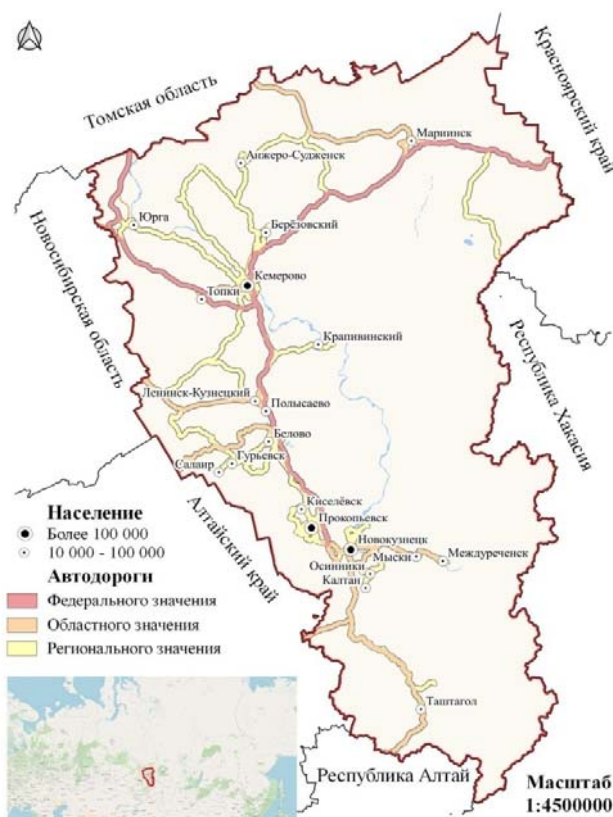 Томская область
Красноярский край
Мариинск
Анжеро-Судженск
Юрга
Берёзовский
Новосибирская область
Кемерово
Топки
Крапивинский
Республика Хакасия
Ленинск-Кузнецкий
Полысаево
Белово
Гурьевск
Салаир
Алтайский край
Киселёвск
Прокопьевск
Новокузнецк
Мыски
Междуреченск
Осинники
Калтан
Таштагол
Республика Алтай
Население
Более 100 000
10 000 - 100 000
Автодороги
Федерального значения
Областного значения
Регионального значения
Масштаб
1:4500000